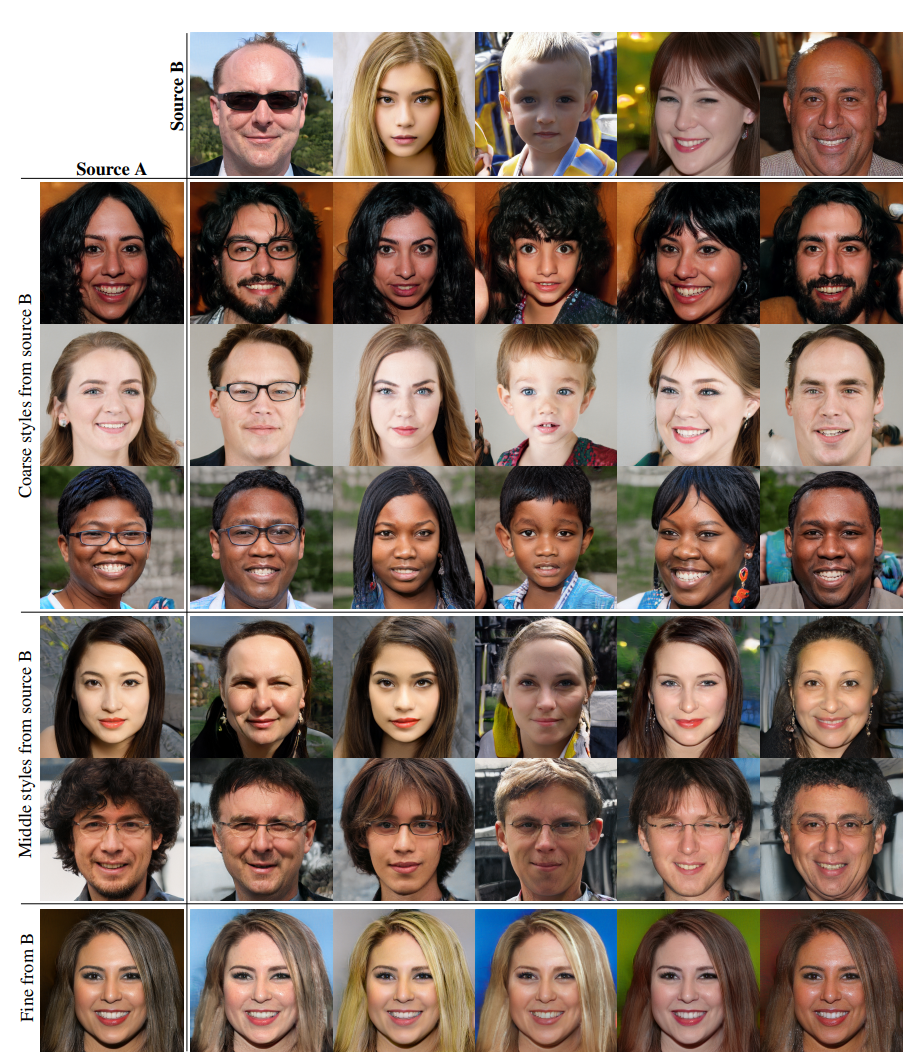 Source B
Source A
Coarse styles from source B
Middle styles from source B
Fine from B